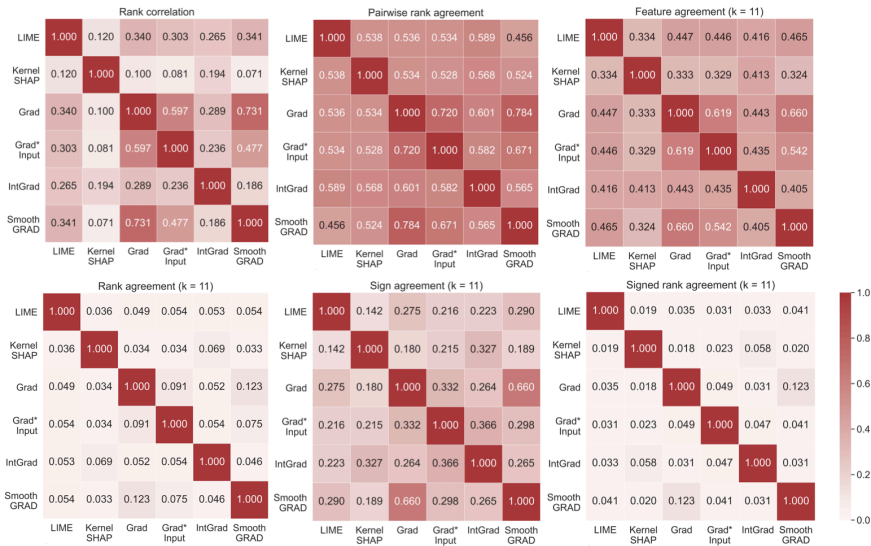 Rank correlation
LIME 1.000 0.120 0.340 0.303 0.265 0.341
Kernel
SHAP
0.120 1.000 0.100 0.081 0.194 0.071
Grad 0.340 0.100 1.000 0.597 0.289 0.731
Grad*
Input
0.303 0.081 0.597 1.000 0.236 0.477
IntGrad 0.265 0.194 0.289 0.236 1.000 0.186
Smooth
GRAD
0.341 0.071 0.731 0.477 0.186 1.000
LIME Kernel Grad Grad* IntGrad Smooth
SHAP Input GRAD
Pairwise rank agreement
LIME 1.000 0.538 0.536 0.534 0.589 0.456
Kernel
SHAP
0.538 1.000 0.534 0.528 0.568 0.524
Grad 0.536 0.534 1.000 0.720 0.601 0.784
Grad*
Input
0.534 0.528 0.720 1.000 0.582 0.671
IntGrad 0.589 0.568 0.601 0.582 1.000 0.565
Smooth
GRAD
0.456 0.524 0.784 0.671 0.565 1.000
LIME Kernel Grad Grad* IntGrad Smooth
SHAP Input GRAD
Feature agreement (k = 11)
LIME 1.000 0.334 0.447 0.446 0.416 0.465
Kernel
SHAP
0.334 1.000 0.333 0.329 0.413 0.324
Grad 0.447 0.333 1.000 0.619 0.443 0.660
Grad*
Input
0.446 0.329 0.619 1.000 0.435 0.542
IntGrad 0.416 0.413 0.443 0.435 1.000 0.405
Smooth
GRAD
0.465 0.324 0.660 0.542 0.405 1.000
LIME Kernel Grad Grad* IntGrad Smooth
SHAP Input GRAD
Rank agreement (k = 11)
LIME 1.000 0.036 0.049 0.054 0.053 0.054
Kernel
SHAP
0.036 1.000 0.034 0.034 0.069 0.033
Grad 0.049 0.034 1.000 0.091 0.052 0.123
Grad*
Input
0.054 0.034 0.091 1.000 0.054 0.075
IntGrad 0.053 0.069 0.052 0.054 1.000 0.046
Smooth
GRAD
0.054 0.033 0.123 0.075 0.046 1.000
LIME Kernel Grad Grad* IntGrad Smooth
SHAP Input GRAD
Sign agreement (k = 11)
LIME 1.000 0.142 0.275 0.216 0.223 0.290
Kernel
SHAP
0.142 1.000 0.180 0.215 0.327 0.189
Grad 0.275 0.180 1.000 0.332 0.264 0.660
Grad*
Input
0.216 0.215 0.332 1.000 0.366 0.298
IntGrad 0.223 0.327 0.264 0.366 1.000 0.265
Smooth
GRAD
0.290 0.189 0.660 0.298 0.265 1.000
LIME Kernel Grad Grad* IntGrad Smooth
SHAP Input GRAD
Signed rank agreement (k = 11)
LIME 1.000 0.019 0.035 0.031 0.033 0.041
Kernel
SHAP
0.019 1.000 0.018 0.023 0.058 0.020
Grad 0.035 0.018 1.000 0.049 0.031 0.123
Grad*
Input
0.031 0.023 0.049 1.000 0.047 0.041
IntGrad 0.033 0.058 0.031 0.047 1.000 0.031
Smooth
GRAD
0.041 0.020 0.123 0.041 0.031 1.000
LIME Kernel Grad Grad* IntGrad Smooth
SHAP Input GRAD
1.0
0.8
0.6
0.4
0.2
0.0